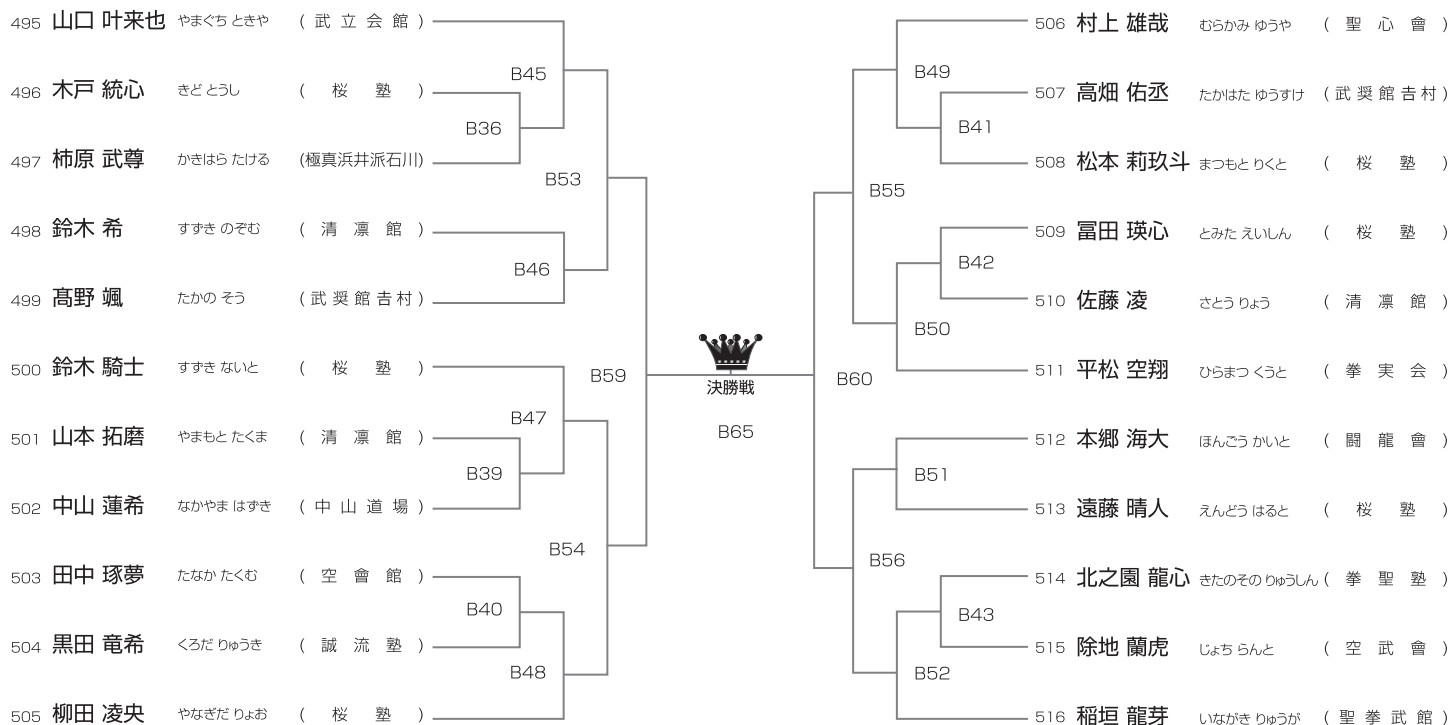 495 山口 叶来也 やまぐち ときや (武立会館)
496 木戸 統心 きど とうし (桜塾)
497 柿原 武尊 かきはら たける (極真浜井派石川)
498 鈴木 希 すずき のぞむ (清凛館)
499 髙野 颯 たかの そう (武奨館吉村)
500 鈴木 騎士 すずき ないと (桜塾)
501 山本 拓磨 やまもと たくま (清凛館)
502 中山 蓮希 なかやま はずき (中山道場)
503 田中 琢夢 たなか たくむ (空會館)
504 黒田 竜希 くろだ りゅうき (誠流塾)
505 柳田 凌央 やなぎだ りょお (桜塾)
B45
B36
B53
B46
B59
B47
B39
B54
B40
B48
決勝戦
B65
B49
B41
B55
B42
B50
B60
B51
B56
B43
B52
506 村上 雄哉 むらかみ ゆうや (聖心會)
507 高畑 佑丞 たかはた ゆうすけ (武奨館吉村)
508 松本 莉玖斗 まつもと りくと (桜塾)
509 冨田 瑛心 とみた えいしん (桜塾)
510 佐藤 凌 さとう りょう (清凛館)
511 平松 空翔 ひらまつ くうと (拳実会)
512 本郷 海大 ほんごう かいと (闘龍會)
513 遠藤 晴人 えんどう はると (桜塾)
514 北之園 龍心 きたのその りゅうしん (拳聖塾)
515 除地 蘭虎 じょち らんと (空武會)
516 稲垣 龍芽 いながき りゅうが (聖拳武館)